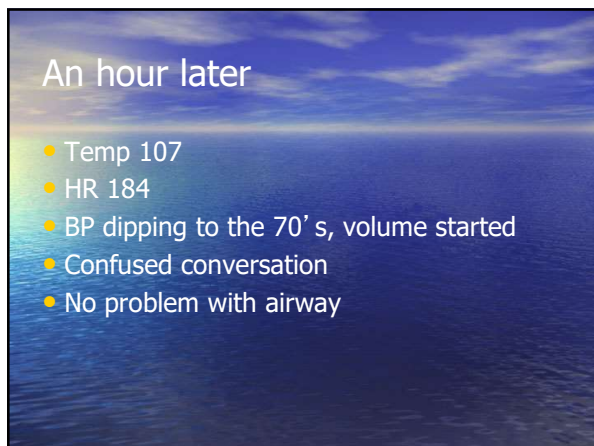 An hour later
• Temp 107
• HR 184
• BP dipping to the 70’s, volume started
• Confused conversation
• No problem with airway